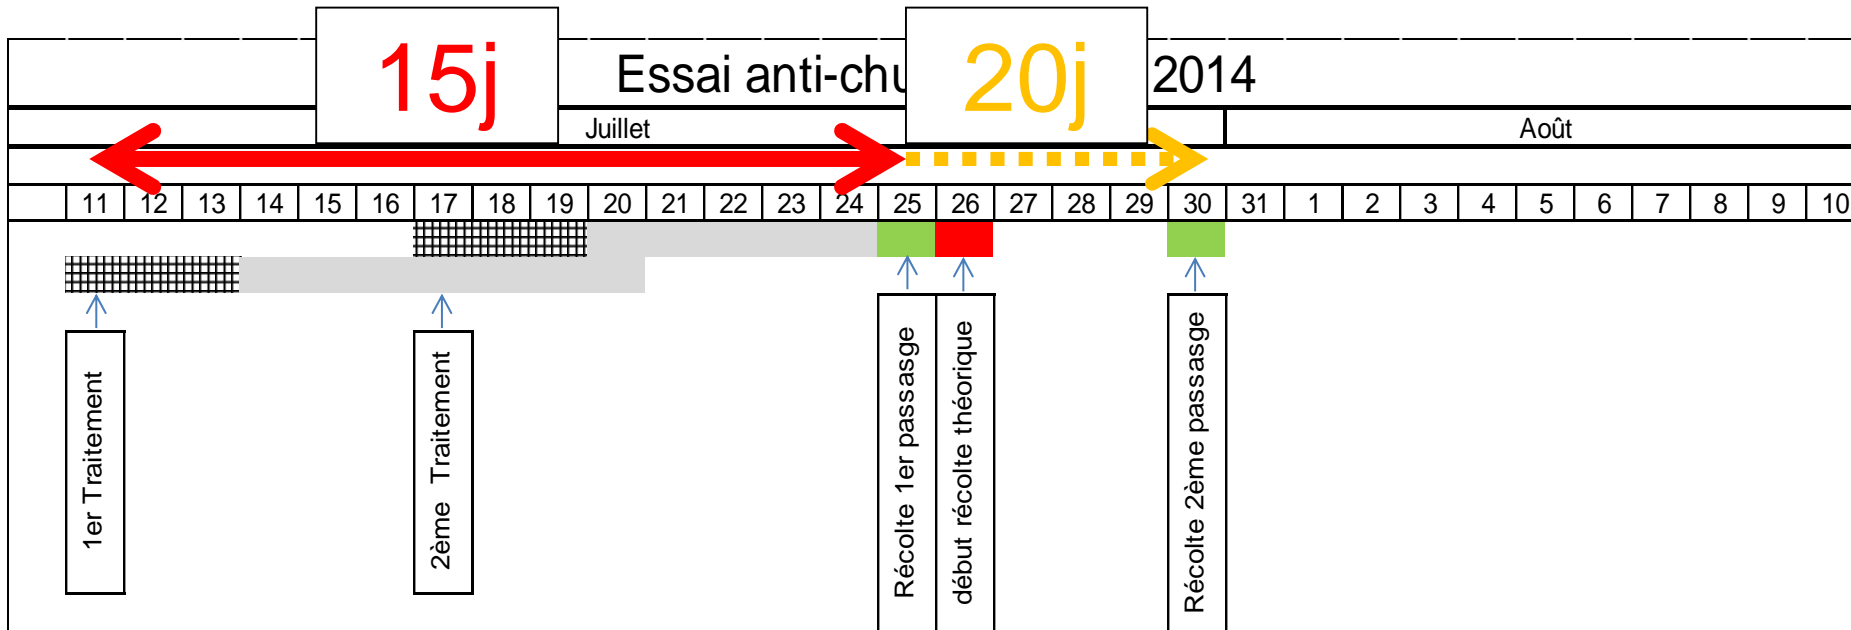 15j
20j
Essai anti-chu 2014
Juillet Août
11 12 13 14 15 16 17 18 19 20 21 22 23 24 25 26 27 28 29 30 31 1 2 3 4 5 6 7 8 9 10
1er Traitement
2ème Traitement
Récolte 1er passasge
début récolte théorique
Récolte 2ème passasge